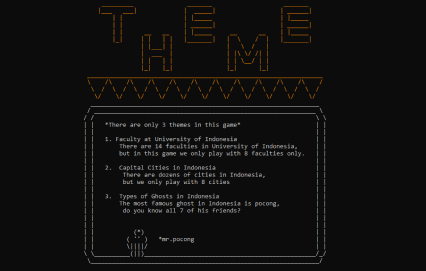 THEME
*There are only 3 themes in this game*
1. Faculty at University of Indonesia
There are 14 faculties in University of Indonesia,
but in this game we only play with 8 faculties only.
2. Capital Cities in Indonesia
There are dozens of cities in Indonesia,
but we only play with 8 cities
3. Types of Ghosts in Indonesia
The most famous ghost in Indonesia is pocong,
do you know all 7 of his friends?
*mr.pocong